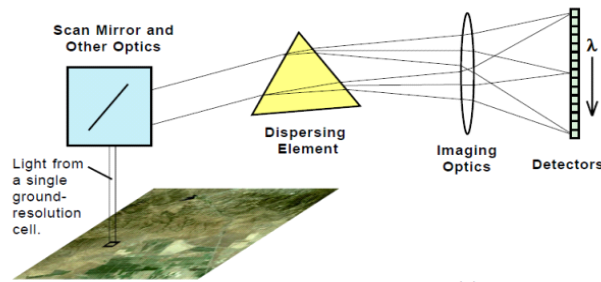 Scan Mirror and
Other Optics
Light from
a single
ground-
resolution
cell.
Dispersing
Element
Imaging
Optics
λ
Detectors